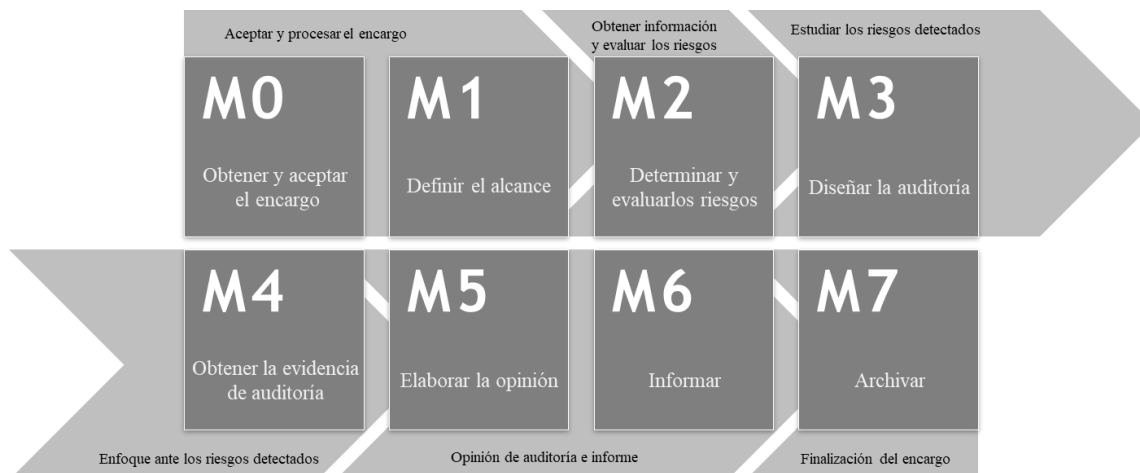 Aceptar y procesar el encargo
Obtener información
y evaluar los riesgos
Estudiar los riesgos detectados
M0
Obtener y aceptar
el encargo
M1
Definir el alcance
M2
Determinar y
evaluarlos riesgos
M3
Diseñar la auditoría
M4
Obtener la evidencia
de auditoría
M5
Elaborar la opinión
M6
Informar
M7
Archivar
Enfoque ante los riesgos detectados
Opinión de auditoría e informe
Finalización del encargo